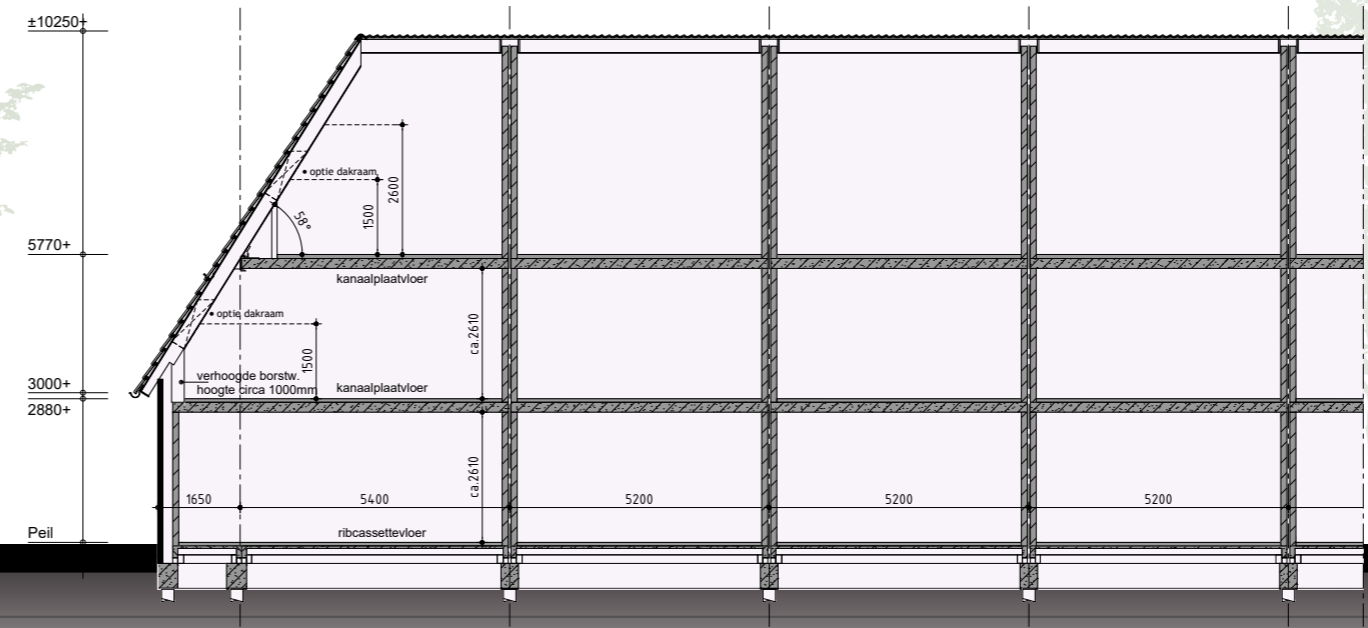 ±10250+
optie dakraam
2600
1500
58°
5770+
kanaalplaatvloer
optie dakraam
ca.2610
1500
verhoogde borstw.
hoogte circa 1000mm
kanaalplaatvloer
3000+
2880+
ca.2610
1650
5400
5200
5200
5200
Peil
ribcassettevloer